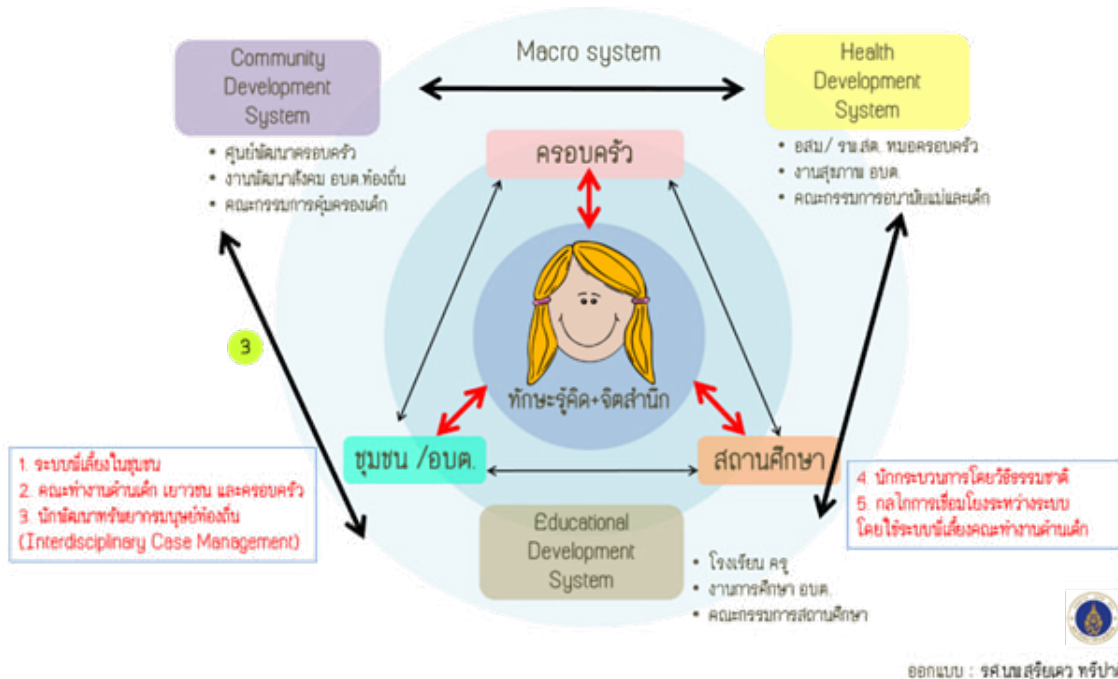 Macro system
Community
Development
System
• ศูนย์พัฒนาครอบครัว
• งานพัฒนาสังคม อบต.ท้องถิ่น
• คณะกรรมการคุ้มครองเด็ก
Health
Development
System
• อสม/ รพ.สต. หมอครอบครัว
• งานสุขภาพ อบต.
• คณะกรรมการอนามัยแม่และเด็ก
ครอบครัว
ทักษะรู้คิด+จิตสำนึก
3
ชุมชน /อบต.
สถานศึกษา
1. ระบบพี่เลี้ยงในชุมชน
2. คณะทำงานด้านเด็ก เยาวชน และครอบครัว
3. นักพัฒนาทรัพยากรมนุษย์ท้องถิ่น
(Interdisciplinary Case Management)
4. นักกระบวนการโดยวิธีธรรมชาติ
5. กลไกการเชื่อมโยงระหว่างระบบ
โดยใช้ระบบพี่เลี้ยงคณะทำงานด้านเด็ก
Educational
Development
System
• โรงเรียน ครู
• งานการศึกษา อบต.
• คณะกรรมการสถานศึกษา
ออกแบบ : รศ.นพ.สุริยเดว ทรีปา